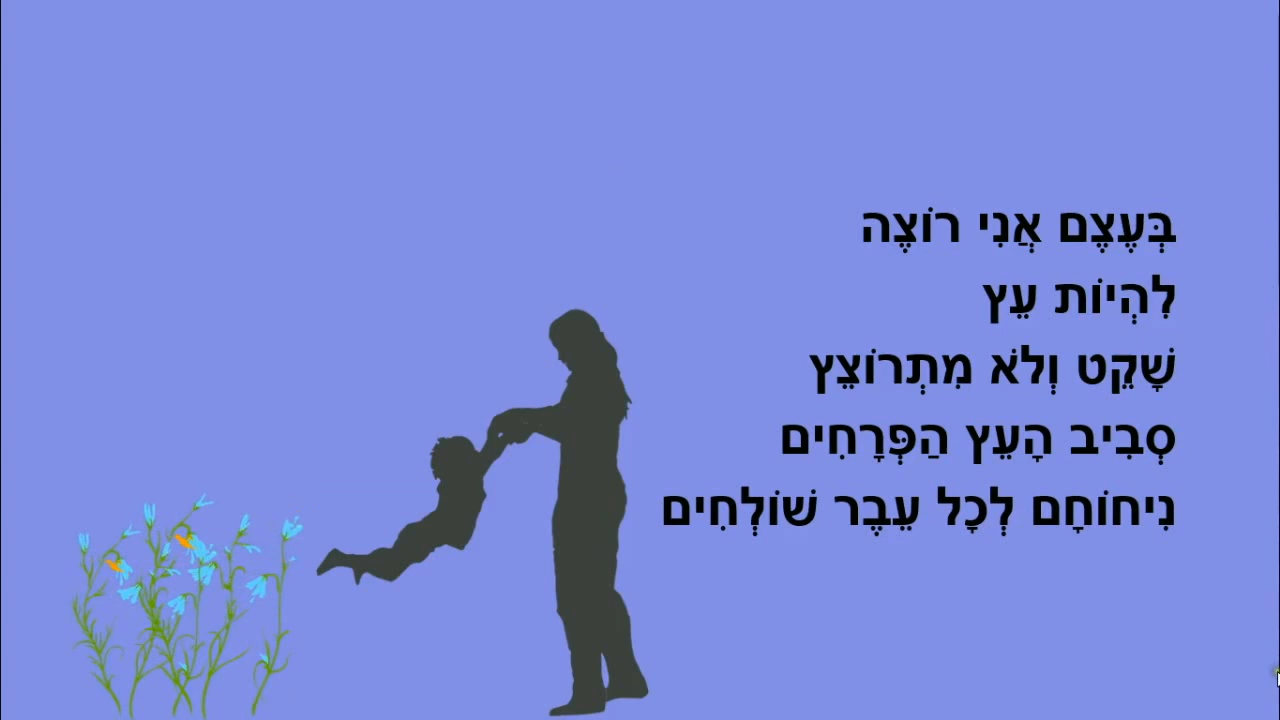 בְּעֶצֶם אֲנִי רוֹצֶה
לִהְיוֹת עֵץ
שָׁקֵט וְלֹא מִתְרוֹצֵץ
סְבִיב הָעֵץ הַפְּרָחִים
נִיחוֹחָם לְכָל עֵבֶר שׁוֹלְחִים